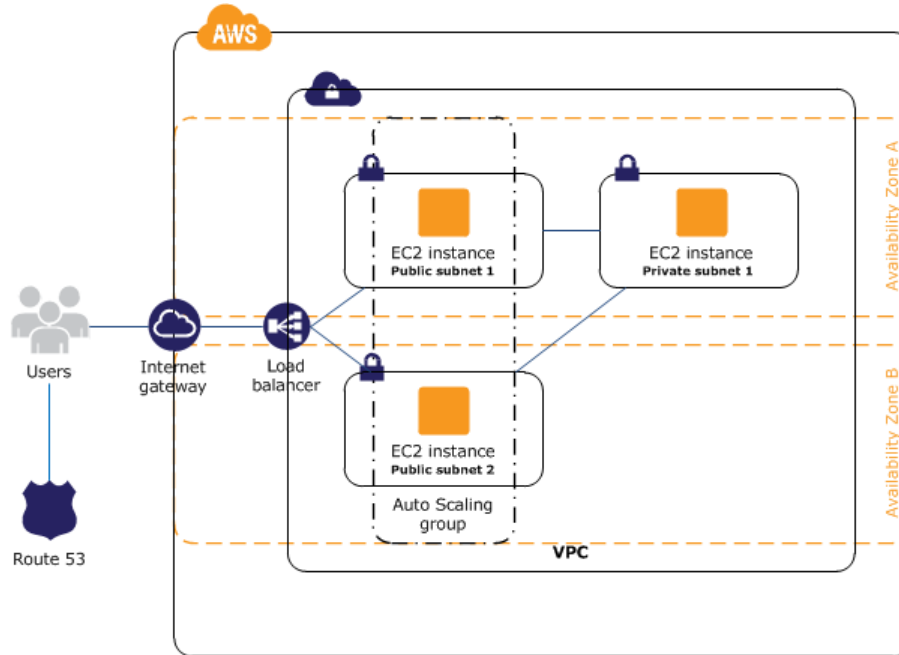 AWS
Availability Zone A
EC2 instance
Public subnet 1
EC2 instance
Private subnet 1
Users
Internet
gateway
Load
balancer
Availability Zone B
EC2 instance
Public subnet 2
Auto Scaling
group
Route 53
VPC